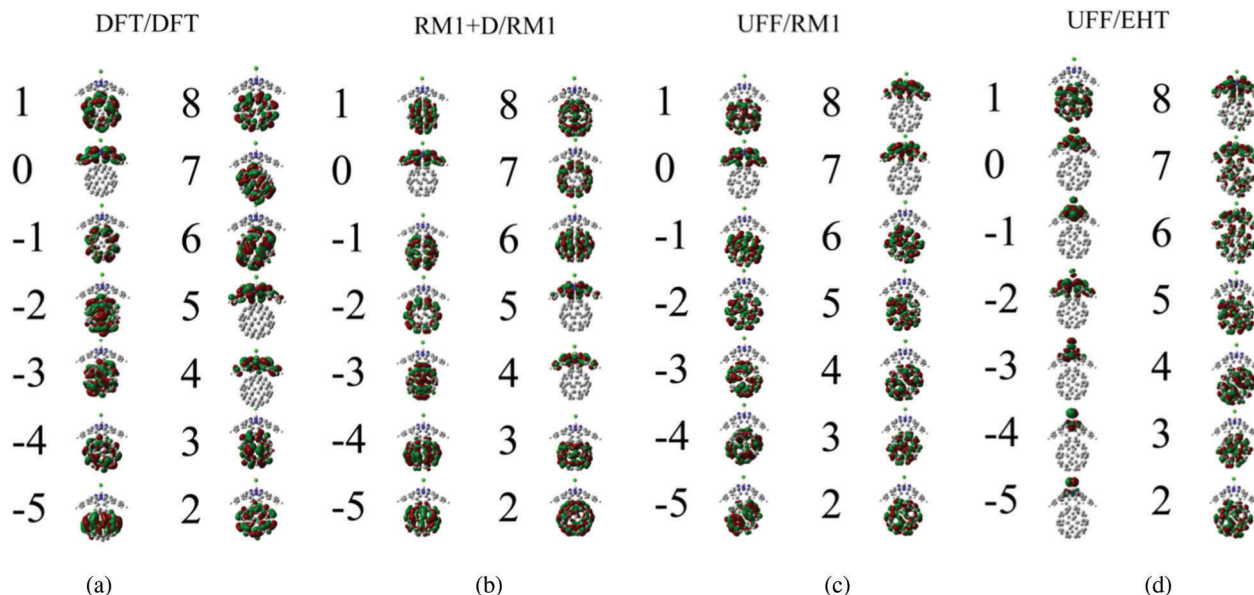 DFT/DFT RM1+D/RM1 UFF/RM1 UFF/EHT
1 8 1 8 1 8 1 8
0 7 0 7 0 7 0 7
-1 6 -1 6 -1 6 -1 6
-2 5 -2 5 -2 5 -2 5
-3 4 -3 4 -3 4 -3 4
-4 3 -4 3 -4 3 -4 3
-5 2 -5 2 -5 2 -5 2
(a) (b) (c) (d)